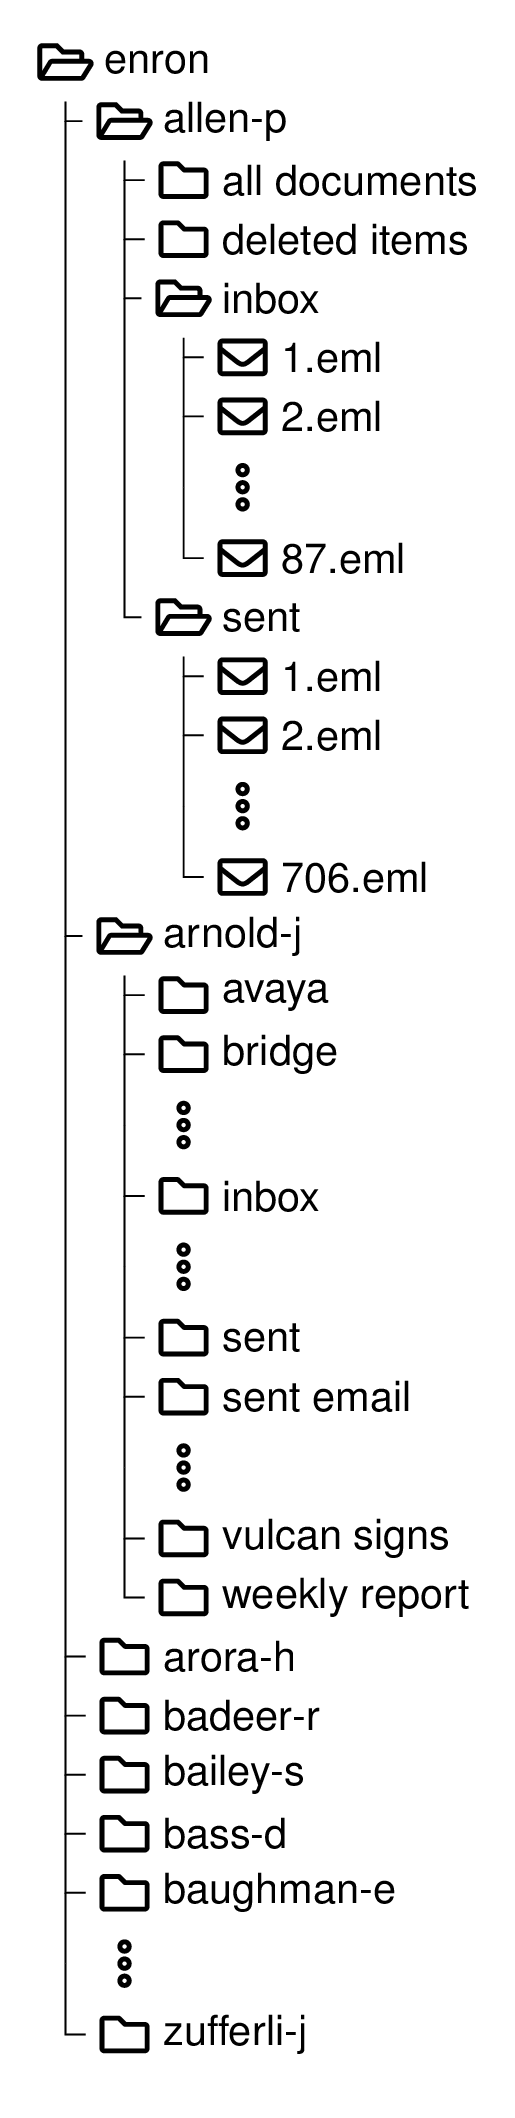 enron
allen-p
all documents
deleted items
inbox
1.eml
2.eml
87.eml
sent
1.eml
2.eml
706.eml
arnold-j
avaya
bridge
inbox
sent
sent email
vulcan signs
weekly report
arora-h
badeer-r
bailey-s
bass-d
baughman-e
zufferli-j